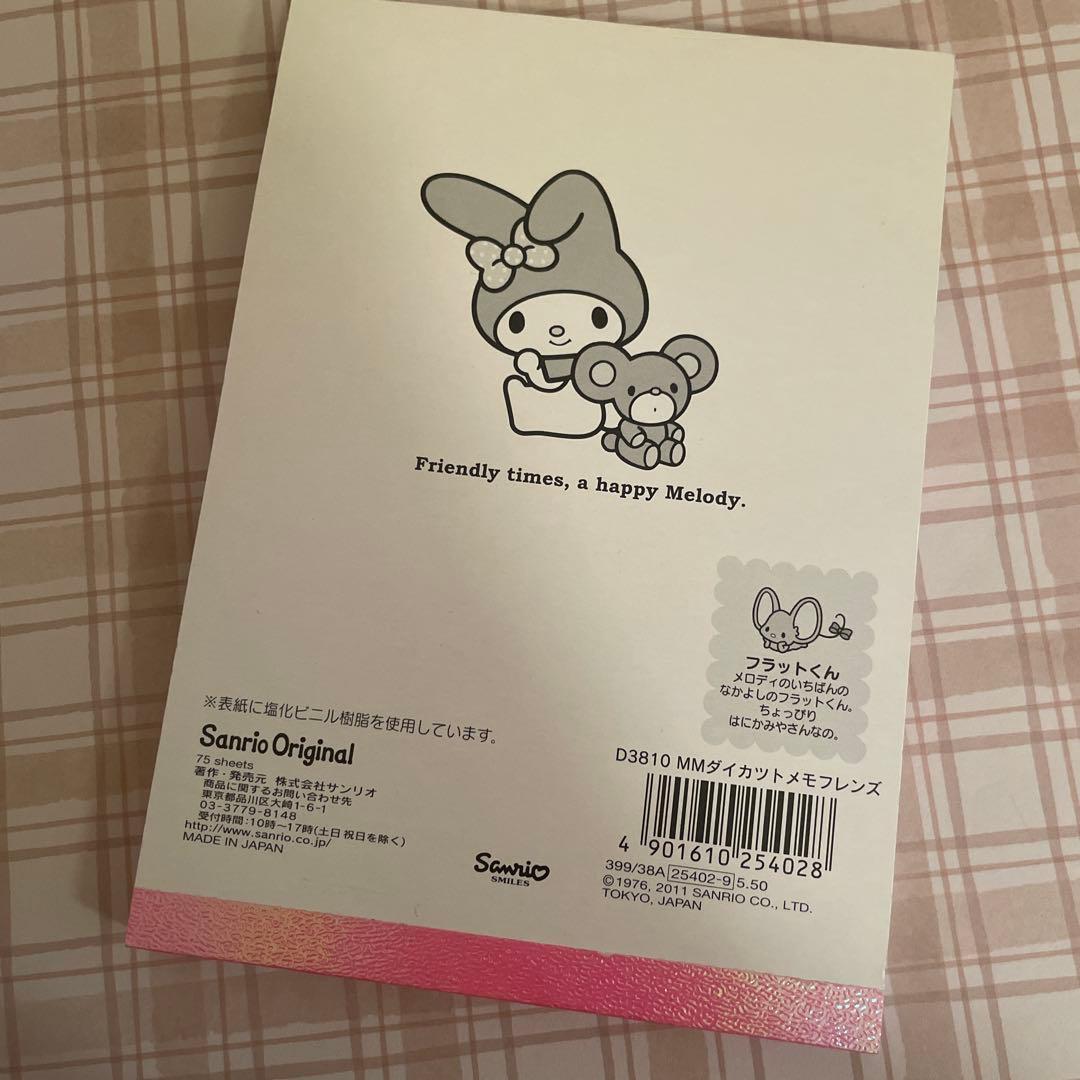 Friendly times, a happy Melody.
フラットくん
メロディのいちばんの
なかよしのフラットくん。
ちょっぴり
はにかみやさんなの。
※表紙に塩化ビニル樹脂を使用しています。
Sanrio Original
75 sheets
著作・発売元 株式会社サンリオ
商品に関するお問い合わせ先
東京都品川区大崎1-6-1
03-3779-8148
受付時間:10時〜17時(土日祝日を除く)
http://www.sanrio.co.jp/
MADE IN JAPAN
Sanrio
SMILES
D3810 MMダイカツトメモフレンズ
4 901610 254028
399/38A 25402-9 5.50
©1976, 2011 SANRIO CO., LTD.
TOKYO, JAPAN